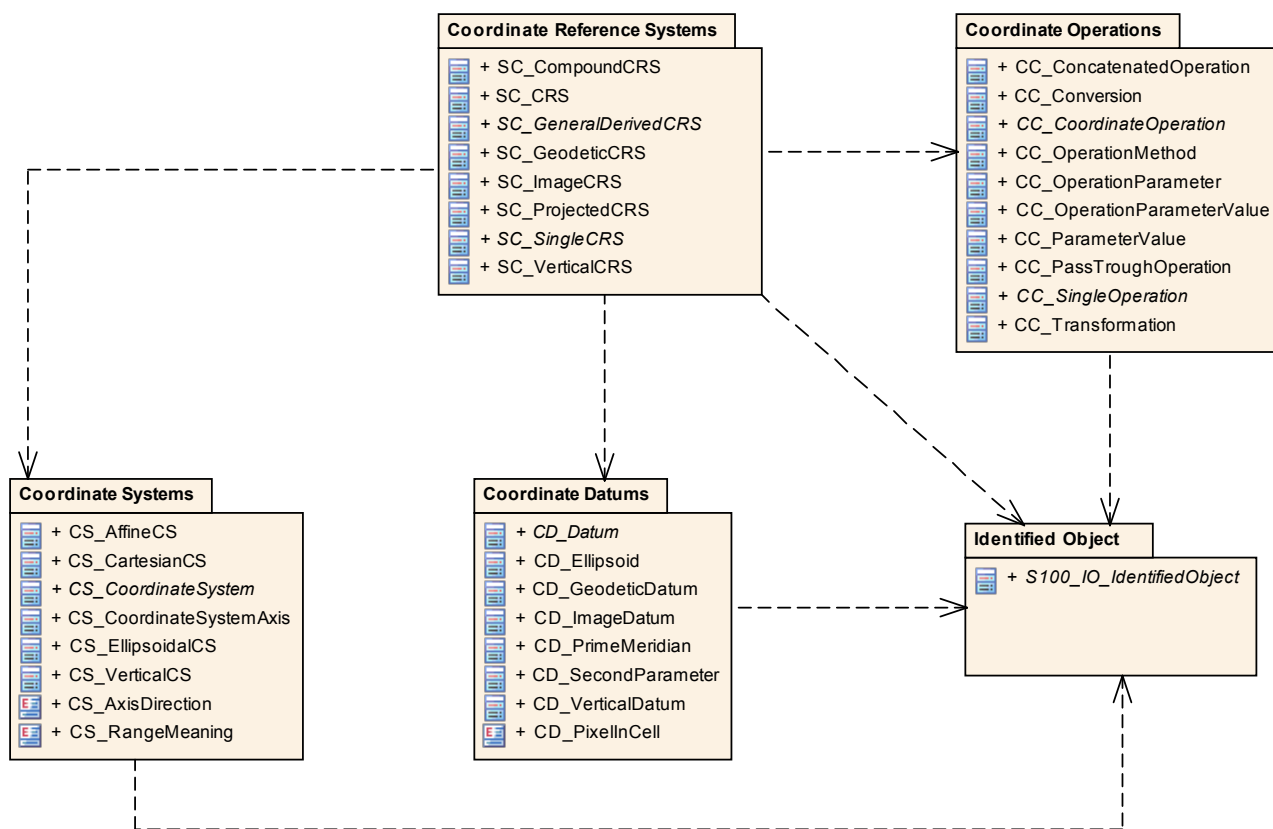 Coordinate Reference Systems
+ SC_CompoundCRS
+ SC_CRS
+ SC_GeneralDerivedCRS
+ SC_GeodeticCRS
+ SC_ImageCRS
+ SC_ProjectedCRS
+ SC_SingleCRS
+ SC_VerticalCRS
Coordinate Operations
+ CC_ConcatenatedOperation
+ CC_Conversion
+ CC_CoordinateOperation
+ CC_OperationMethod
+ CC_OperationParameter
+ CC_OperationParameterValue
+ CC_ParameterValue
+ CC_PassTroughOperation
+ CC_SingleOperation
+ CC_Transformation
Coordinate Systems
+ CS_AffineCS
+ CS_CartesianCS
+ CS_CoordinateSystem
+ CS_CoordinateSystemAxis
+ CS_EllipsoidalCS
+ CS_VerticalCS
E + CS_AxisDirection
E + CS_RangeMeaning
Coordinate Datums
+ CD_Datum
+ CD_Ellipsoid
+ CD_GeodeticDatum
+ CD_ImageDatum
+ CD_PrimeMeridian
+ CD_SecondParameter
+ CD_VerticalDatum
E + CD_PixelInCell
Identified Object
+ S100_IO_IdentifiedObject